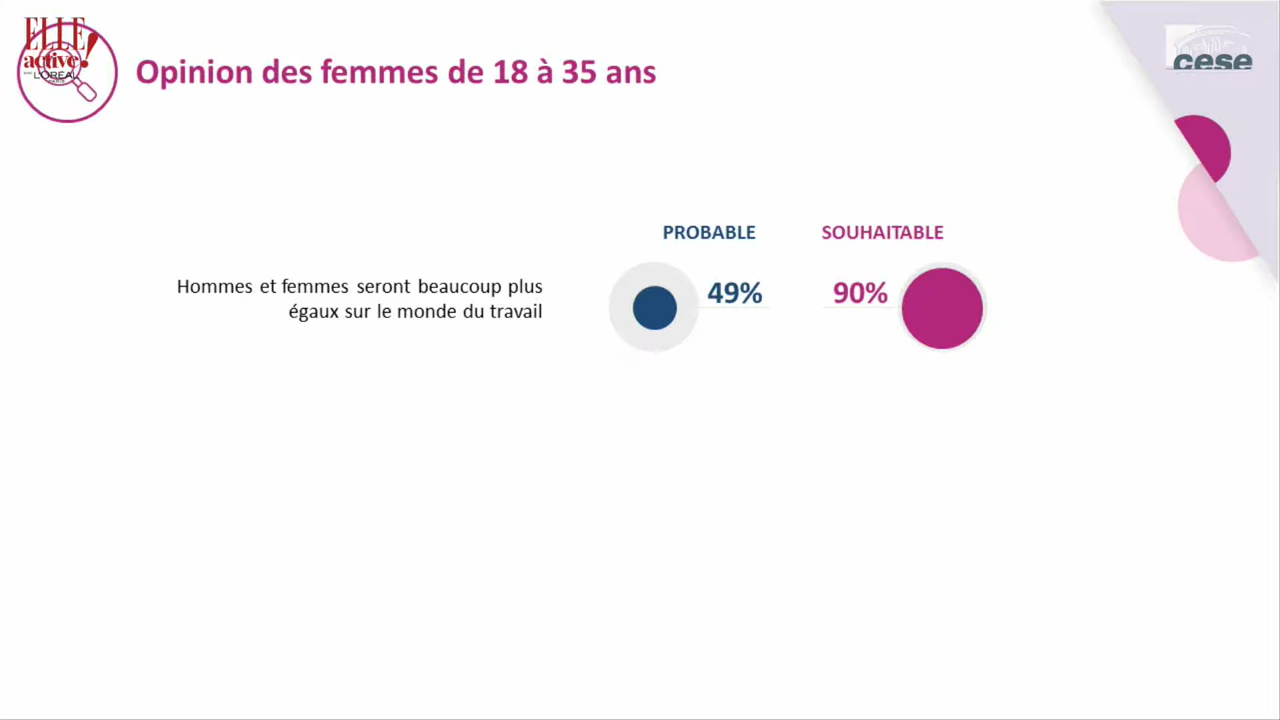 ELLE
active!
L'ORÉAL
PARIS
Opinion des femmes de 18 à 35 ans
cese
PROBABLE
SOUHAITABLE
Hommes et femmes seront beaucoup plus
égaux sur le monde du travail
49%
90%